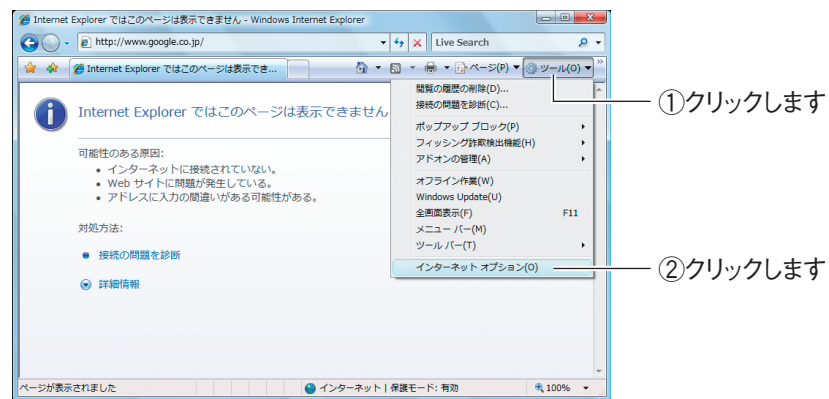 Internet Explorer ではこのページは表示できません - Windows Internet Explorer
http://www.google.co.jp/
Live Search
Internet Explorer ではこのページは表示でき...
ページ(P)
ツール(O)
①クリックします
Internet Explorer ではこのページは表示できません
可能性のある原因:
• インターネットに接続されていない。
• Web サイトに問題が発生している。
• アドレスに入力の間違いがある可能性がある。
対処方法:
接続の問題を診断
詳細情報
閲覧の履歴の削除(D)...
接続の問題を診断(C)...
ポップアップ ブロック(P)
フィッシング詐欺検出機能(H)
アドオンの管理(A)
オフライン作業(W)
Windows Update(U)
全画面表示(F) F11
メニュー バー(M)
ツール バー(T)
インターネット オプション(O)
②クリックします
ページが表示されました
インターネット | 保護モード: 有効
100%